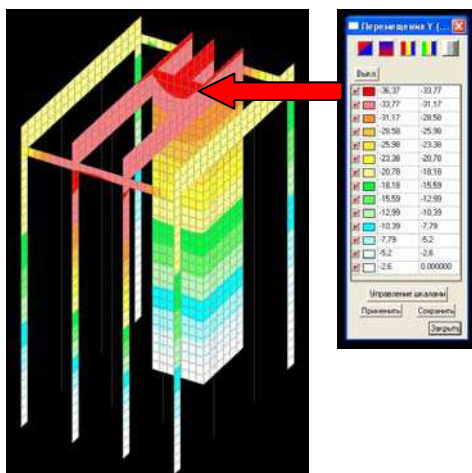 Перемещения Y (...
Выкл.
-36,37 -33,77
-33,77 -31,17
-31,17 -28,58
-28,58 -25,98
-25,98 -23,38
-23,38 -20,78
-20,78 -18,18
-18,18 -15,59
-15,59 -12,99
-12,99 -10,39
-10,39 -7,79
-7,79 -5,2
-5,2 -2,6
-2,6 0.000000
Управление шкалами
Применить Сохранить
Закрыть